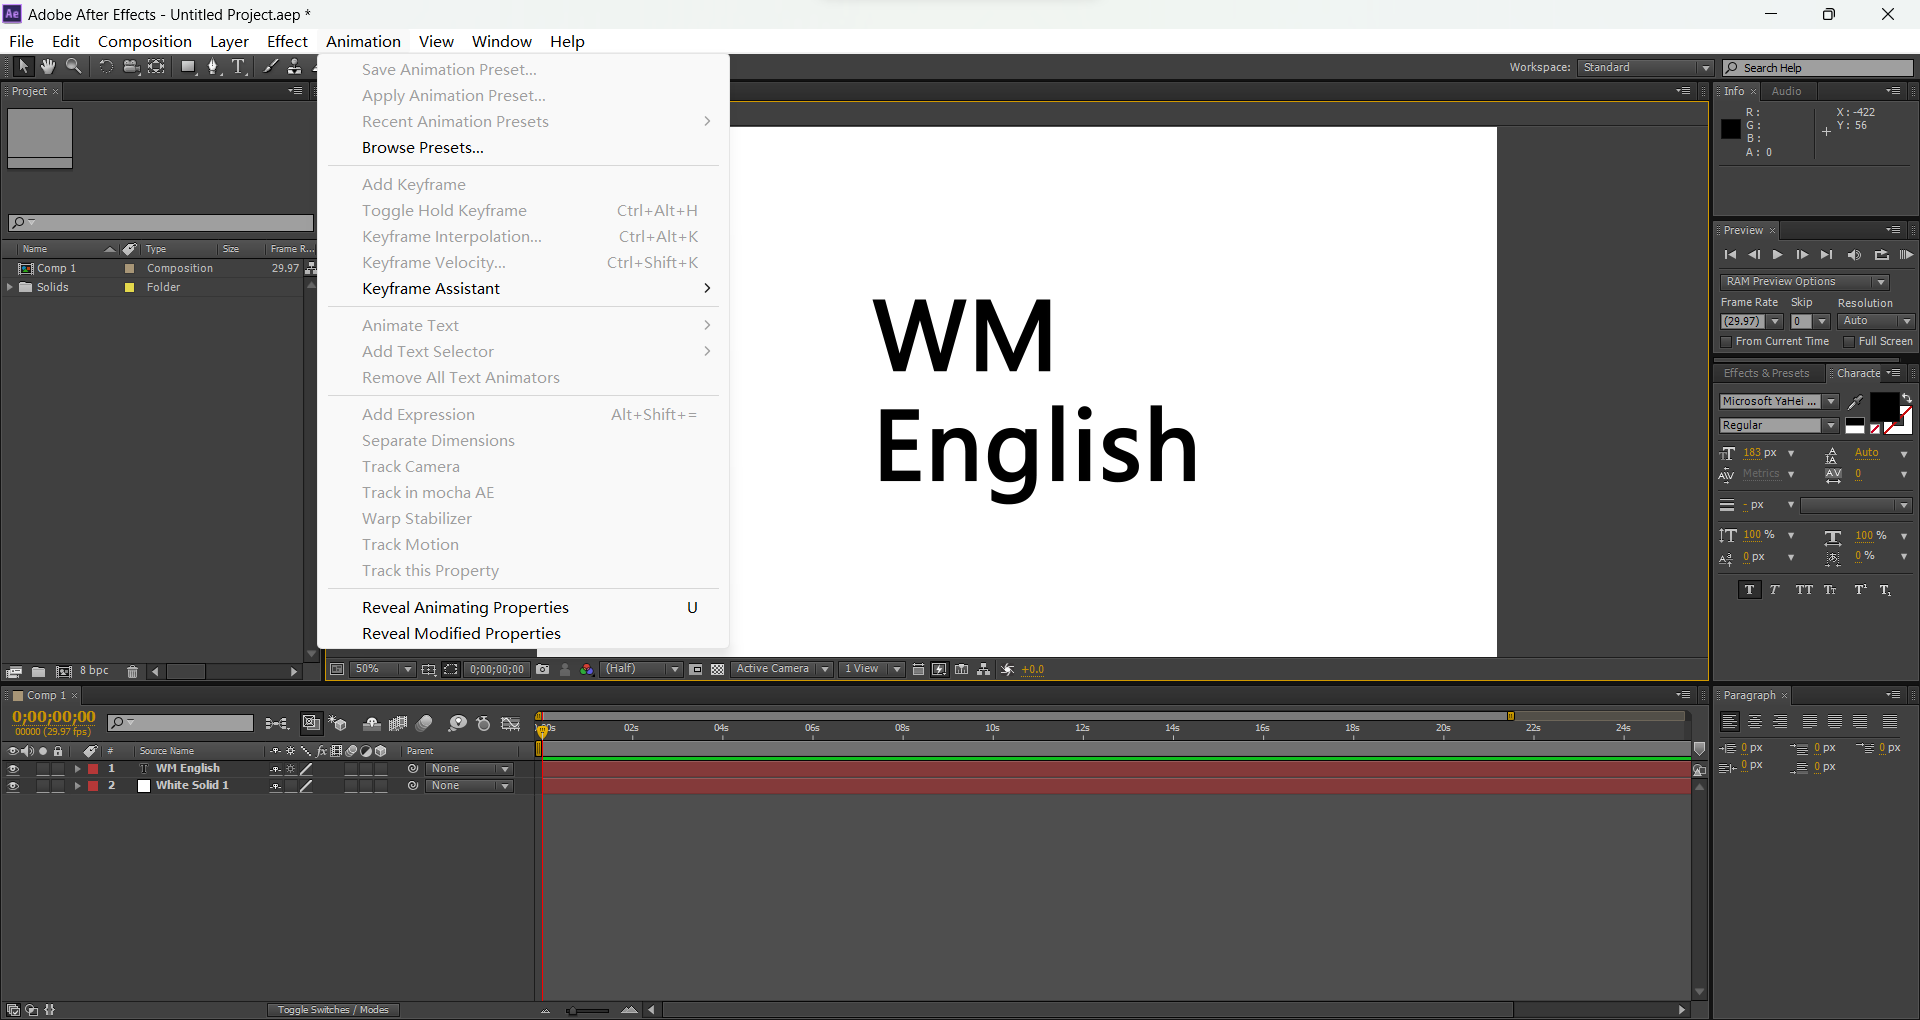 Ae Adobe After Effects - Untitled Project.aep *
File Edit Composition Layer Effect Animation View Window Help
Workspace: Standard Search Help
Project
Name Type Size Frame R...
Comp 1 Composition 29.97
Solids Folder
8 bpc
Save Animation Preset...
Apply Animation Preset...
Recent Animation Presets
Browse Presets...
Add Keyframe
Toggle Hold Keyframe Ctrl+Alt+H
Keyframe Interpolation... Ctrl+Alt+K
Keyframe Velocity... Ctrl+Shift+K
Keyframe Assistant
Animate Text
Add Text Selector
Remove All Text Animators
Add Expression Alt+Shift+=
Separate Dimensions
Track Camera
Track in mocha AE
Warp Stabilizer
Track Motion
Track this Property
Reveal Animating Properties U
Reveal Modified Properties
WM
English
50% 0;00;00;00 (Half) Active Camera 1 View +0.0
Info Audio
R: X: -422
G: Y: 56
B:
A: 0
Preview
RAM Preview Options
Frame Rate Skip Resolution
(29.97) 0 Auto
From Current Time Full Screen
Effects & Presets Characte
Microsoft YaHei ...
Regular
183 px Auto
Metrics 0
- px
100 % 100 %
0 px 0 %
T T TT Tт T¹ T₁
Comp 1
0;00;00;00
00000 (29.97 fps)
02s 04s 06s 08s 10s 12s 14s 16s 18s 20s 22s 24s
# Source Name Parent
1 WM English None
2 White Solid 1 None
Toggle Switches / Modes
Paragraph
0 px 0 px 0 px
0 px 0 px